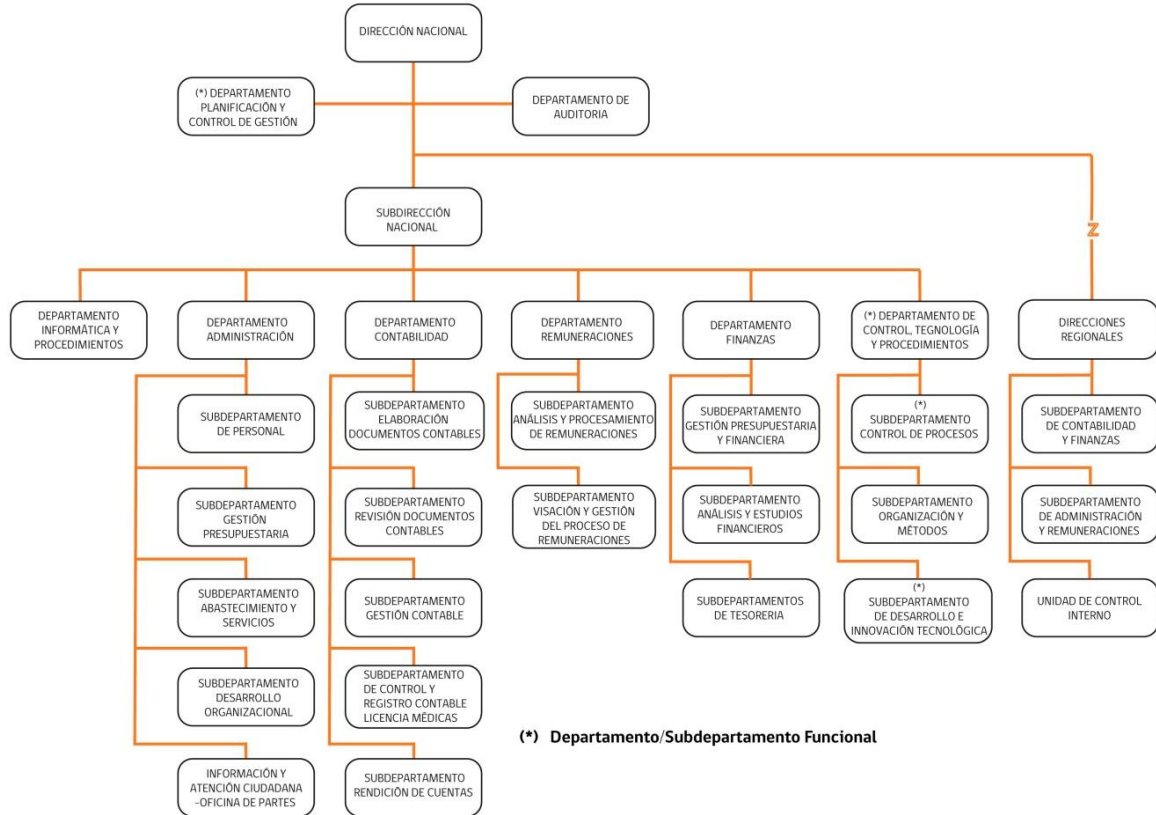 DIRECCIÓN NACIONAL
(*) DEPARTAMENTO
PLANIFICACIÓN Y
CONTROL DE GESTIÓN
DEPARTAMENTO DE
AUDITORIA
SUBDIRECCIÓN
NACIONAL
Z
DEPARTAMENTO
INFORMÁTICA Y
PROCEDIMIENTOS
DEPARTAMENTO
ADMINISTRACIÓN
DEPARTAMENTO
CONTABILIDAD
DEPARTAMENTO
REMUNERACIONES
DEPARTAMENTO
FINANZAS
(*) DEPARTAMENTO DE
CONTROL, TEGNOLOGÍA
Y PROCEDIMIENTOS
DIRECCIONES
REGIONALES
SUBDEPARTAMENTO
DE PERSONAL
SUBDEPARTAMENTO
ELABORACIÓN
DOCUMENTOS CONTABLES
SUBDEPARTAMENTO
ANÁLISIS Y PROCESAMIENTO
DE REMUNERACIONES
SUBDEPARTAMENTO
GESTIÓN PRESUPUESTARIA
Y FINANCIERA
(*)
SUBDEPARTAMENTO
CONTROL DE PROCESOS
SUBDEPARTAMENTO
DE CONTABILIDAD
Y FINANZAS
SUBDEPARTAMENTO
GESTIÓN
PRESUPUESTARIA
SUBDEPARTAMENTO
REVISIÓN DOCUMENTOS
CONTABLES
SUBDEPARTAMENTO
VISACIÓN Y GESTIÓN
DEL PROCESO DE
REMUNERACIONES
SUBDEPARTAMENTO
ANÁLISIS Y ESTUDIOS
FINANCIEROS
SUBDEPARTAMENTO
ORGANIZACIÓN Y
MÉTODOS
SUBDEPARTAMENTO
DE ADMINISTRACIÓN
Y REMUNERACIONES
SUBDEPARTAMENTO
ABASTECIMIENTO Y
SERVICIOS
SUBDEPARTAMENTO
GESTIÓN CONTABLE
SUBDEPARTAMENTOS
DE TESORERIA
(*)
SUBDEPARTAMENTO
DE DESARROLLO E
INNOVACIÓN TECNOLÓGICA
UNIDAD DE CONTROL
INTERNO
SUBDEPARTAMENTO
DESARROLLO
ORGANIZACIONAL
SUBDEPARTAMENTO
DE CONTROL Y
REGISTRO CONTABLE
LICENCIA MÉDICAS
(*) Departamento/Subdepartamento Funcional
INFORMACIÓN Y
ATENCIÓN CIUDADANA
-OFICINA DE PARTES
SUBDEPARTAMENTO
RENDICIÓN DE CUENTAS